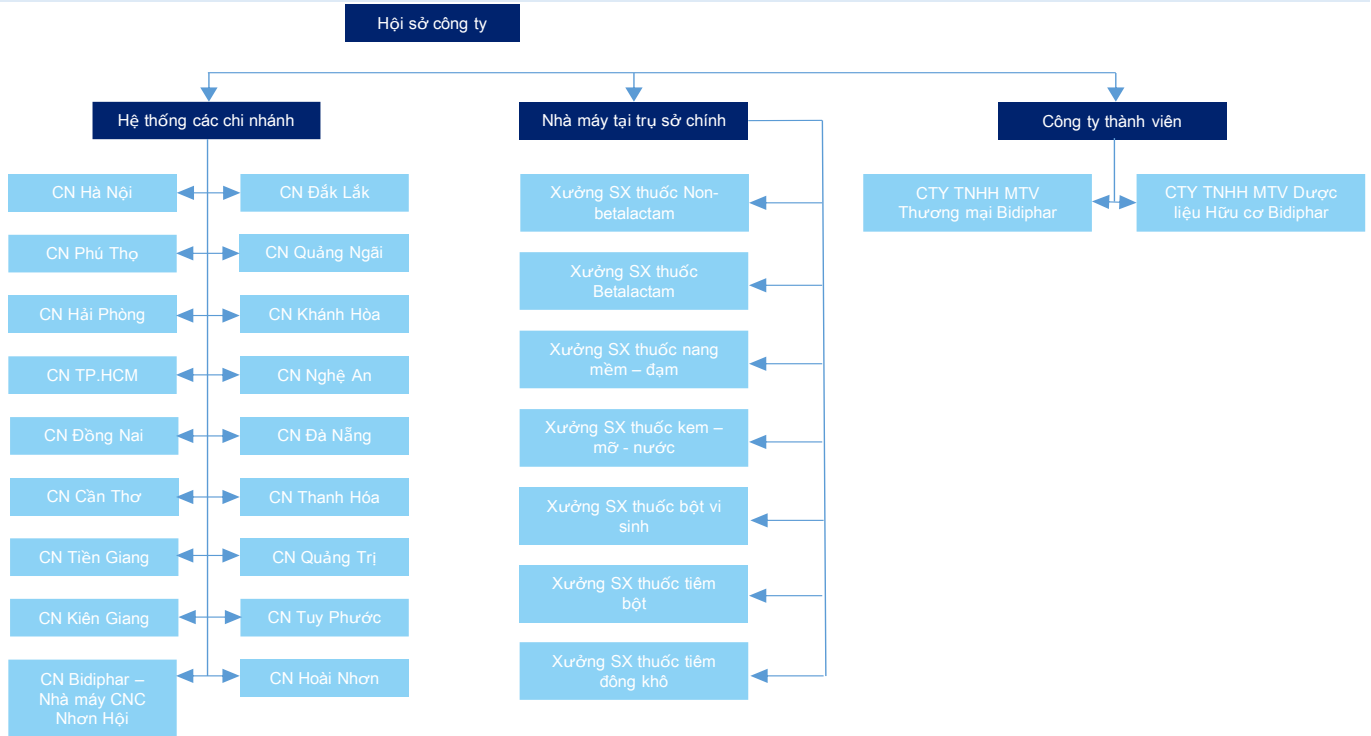 Hội sở công ty
Hệ thống các chi nhánh
Nhà máy tại trụ sở chính
Công ty thành viên
CN Hà Nội
CN Đắk Lắk
CN Phú Thọ
CN Quảng Ngãi
CN Hải Phòng
CN Khánh Hòa
CN TP.HCM
CN Nghệ An
CN Đồng Nai
CN Đà Nẵng
CN Cần Thơ
CN Thanh Hóa
CN Tiền Giang
CN Quảng Trị
CN Kiên Giang
CN Tuy Phước
CN Bidiphar –
Nhà máy CNC
Nhơn Hội
CN Hoài Nhơn
Xưởng SX thuốc Non-
betalactam
Xưởng SX thuốc
Betalactam
Xưởng SX thuốc nang
mềm – đạm
Xưởng SX thuốc kem –
mỡ - nước
Xưởng SX thuốc bột vi
sinh
Xưởng SX thuốc tiêm
bột
Xưởng SX thuốc tiêm
đông khô
CTY TNHH MTV
Thương mại Bidiphar
CTY TNHH MTV Dược
liệu Hữu cơ Bidiphar